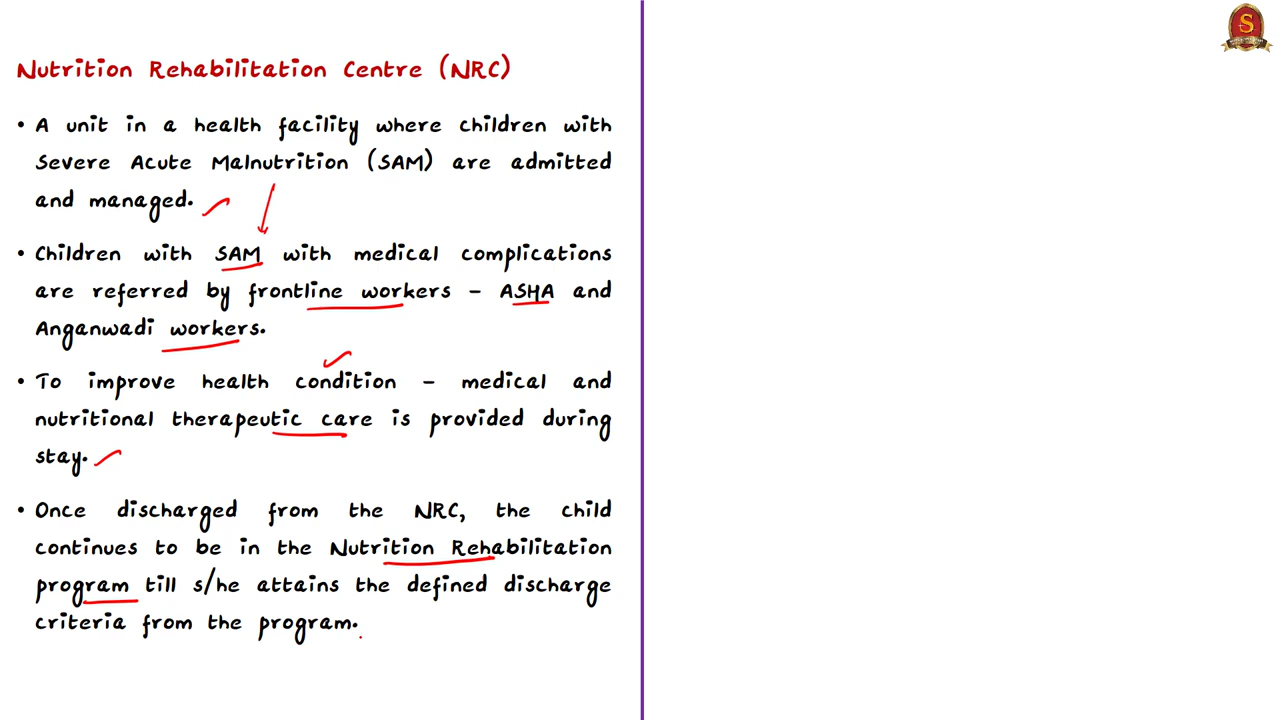 Nutrition Rehabilitation Centre (NRC)
• A unit in a health facility where children with
Severe Acute Malnutrition (SAM) are admitted
and managed.
• Children with SAM with medical complications
are referred by frontline workers – ASHA and
Anganwadi workers.
• To improve health condition – medical and
nutritional therapeutic care is provided during
stay.
• Once discharged from the NRC, the child
continues to be in the Nutrition Rehabilitation
program till s/he attains the defined discharge
criteria from the program.
S